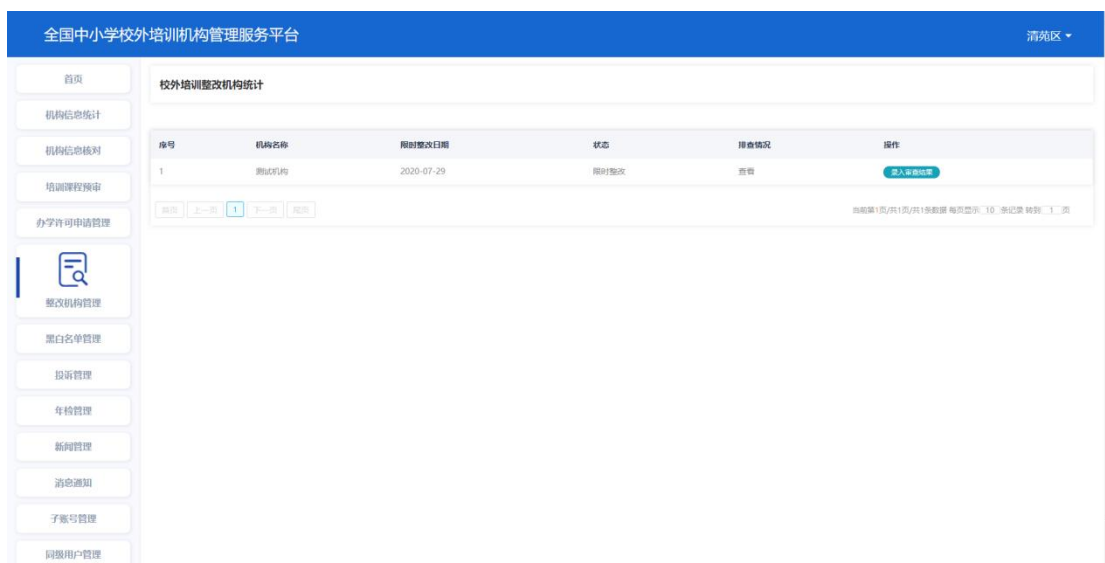 全国中小学校外培训机构管理服务平台
清苑区
首页
机构信息统计
机构信息核对
培训课程预审
办学许可申请管理
整改机构管理
黑白名单管理
投诉管理
年检管理
新闻管理
消息通知
子账号管理
同级用户管理
校外培训整改机构统计
序号 机构名称 限时整改日期 状态 排查情况 操作
1 测试机构 2020-07-29 限时整改 查看 录入审查结果
首页 上一页 1 下一页 尾页
当前第1页/共1页/共1条数据 每页显示 10 条记录 转到 1 页